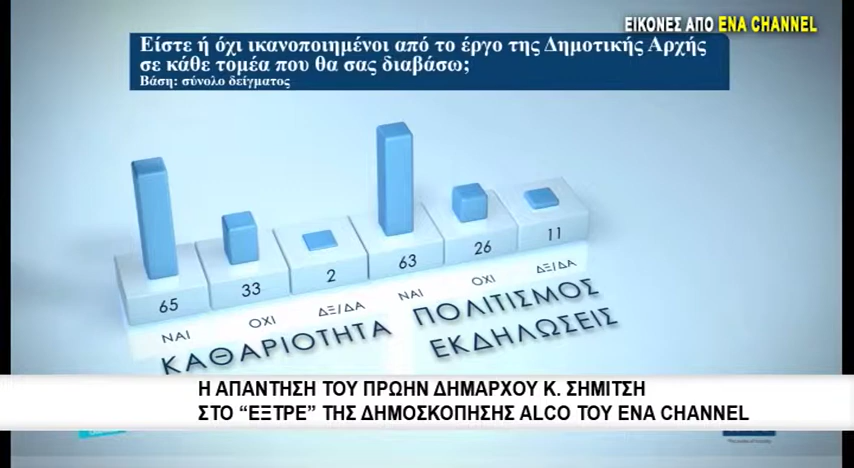 ΕΙΚΟΝΕΣ ΑΠΟ ENA CHANNEL
Είστε ή όχι ικανοποιημένοι από το έργο της Δημοτικής Αρχής
σε κάθε τομέα που θα σας διαβάσω;
Βάση: σύνολο δείγματος
65 33 2 63 26 11
ΝΑΙ ΟΧΙ ΔΞ/ΔΑ ΝΑΙ ΟΧΙ ΔΞ/ΔΑ
ΚΑΘΑΡΙΟΤΗΤΑ ΠΟΛΙΤΙΣΜΟΣ
ΕΚΔΗΛΩΣΕΙΣ
Η ΑΠΑΝΤΗΣΗ ΤΟΥ ΠΡΩΗΝ ΔΗΜΑΡΧΟΥ Κ. ΣΗΜΙΤΣΗ
ΣΤΟ “ΕΞΤΡΕ” ΤΗΣ ΔΗΜΟΣΚΟΠΗΣΗΣ ALCO ΤΟΥ ENA CHANNEL